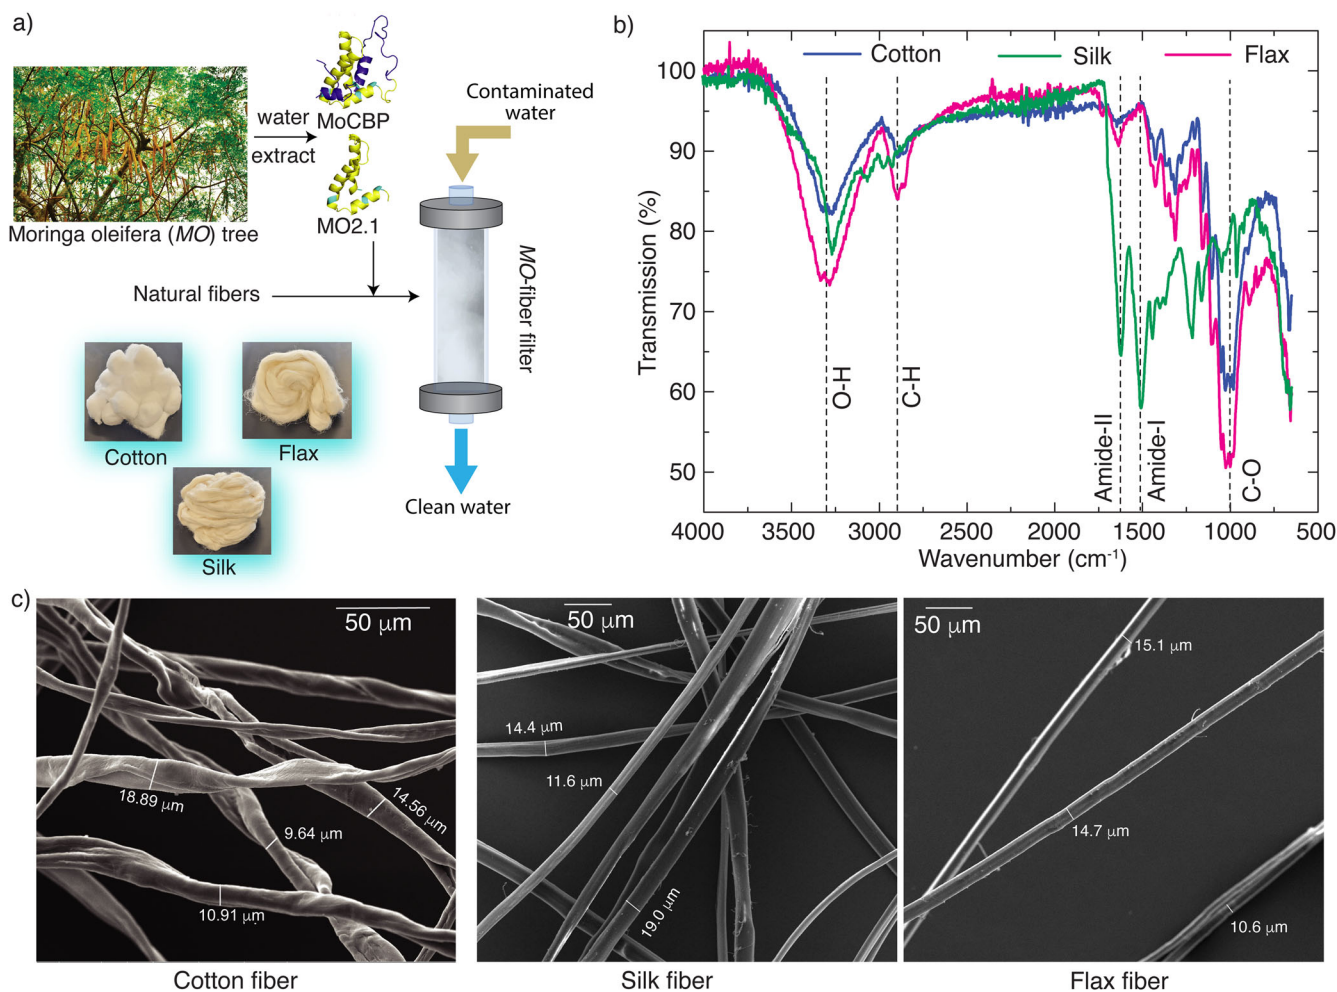 a)
water
extract
MoCBP
MO2.1
Moringa oleifera (MO) tree
Contaminated
water
Natural fibers
MO-fiber filter
Cotton
Flax
Silk
Clean water
b)
Cotton
Silk
Flax
Transmission (%)
100
90
80
70
60
50
O-H
C-H
Amide-II
Amide-I
C-O
4000 3500 3000 2500 2000 1500 1000 500
Wavenumber (cm⁻¹)
c)
50 μm
18.89 μm
14.56 μm
9.64 μm
10.91 μm
Cotton fiber
50 μm
14.4 μm
11.6 μm
19.0 μm
Silk fiber
50 μm
15.1 μm
14.7 μm
10.6 μm
Flax fiber